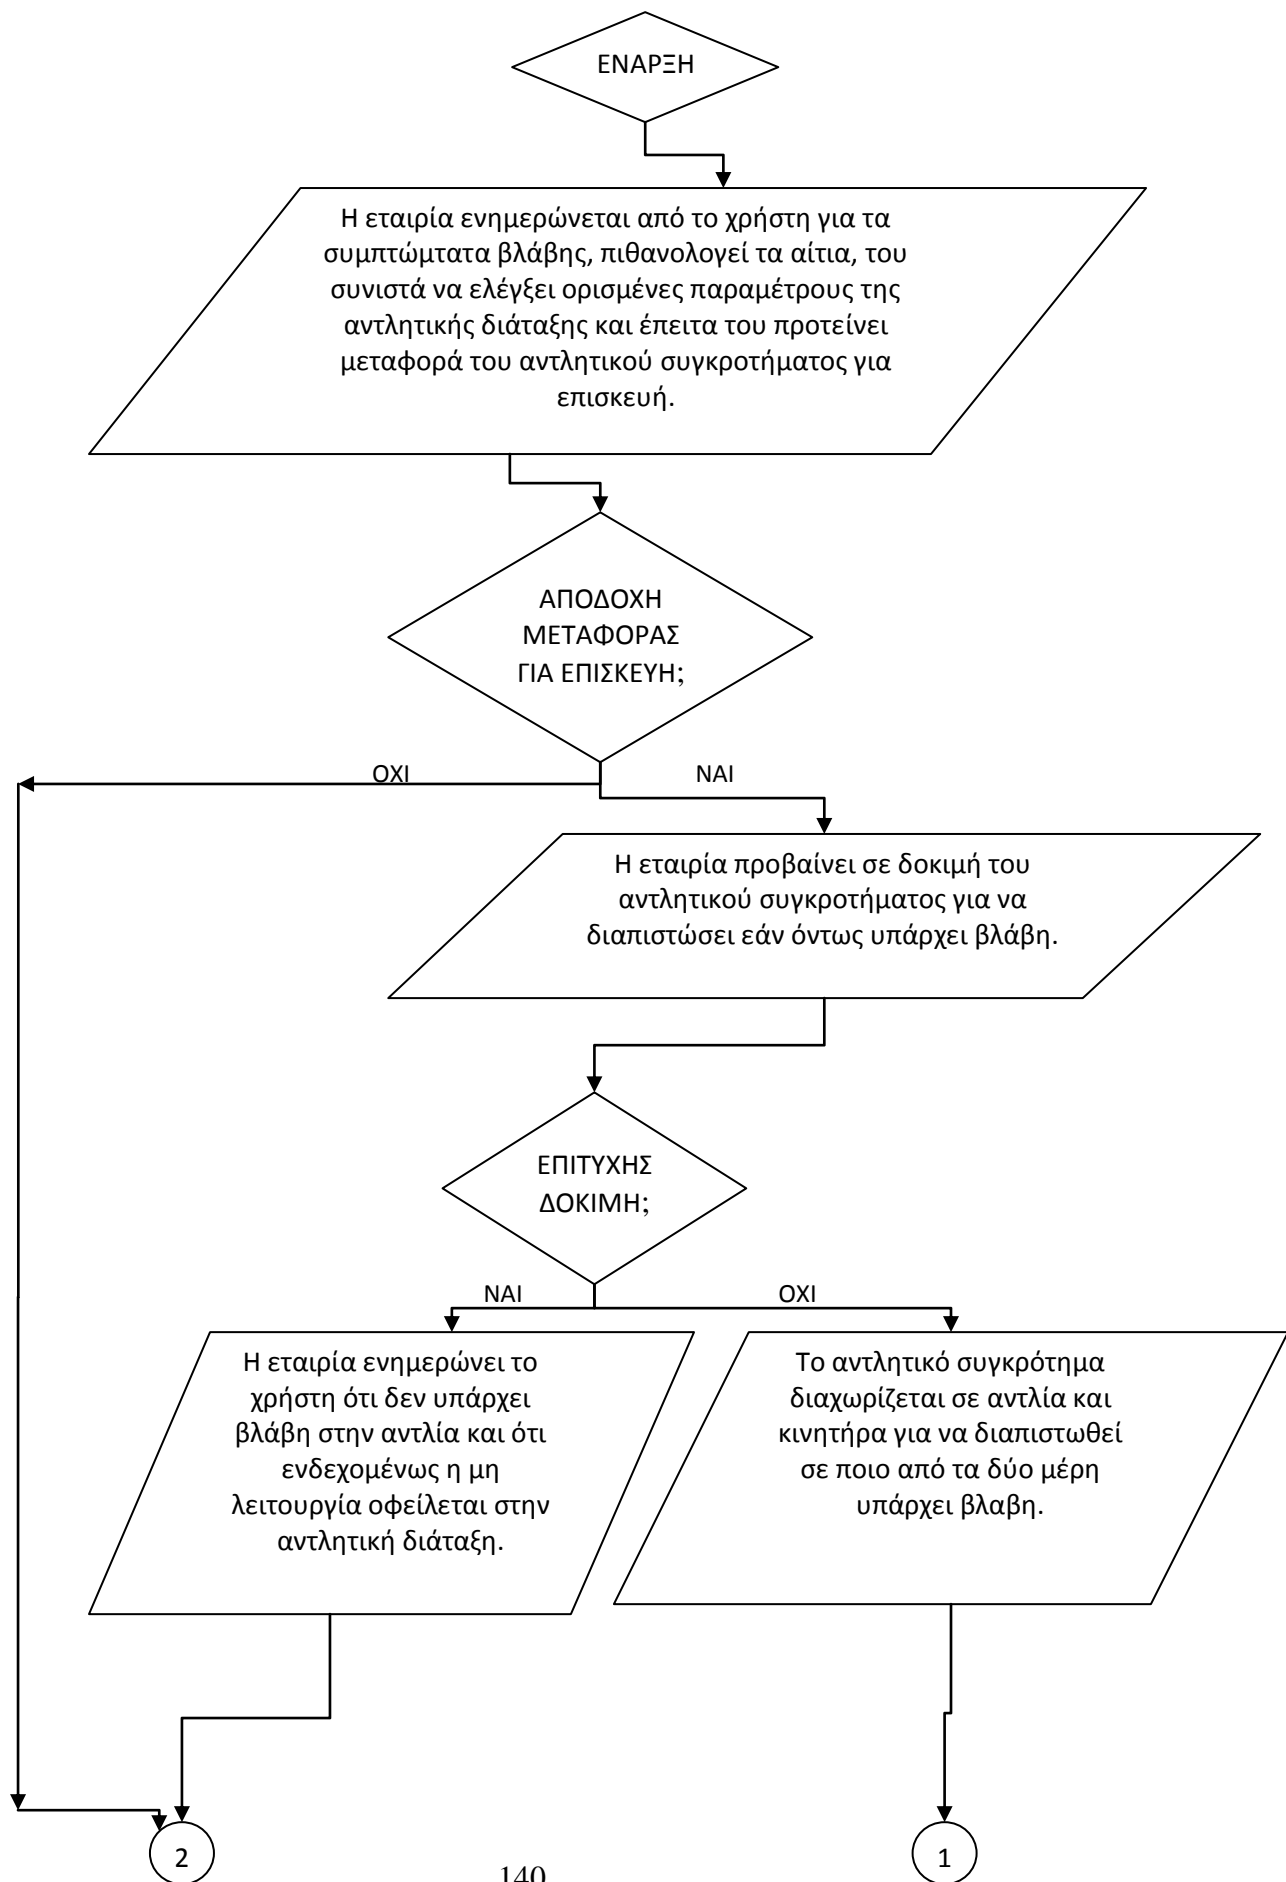 ΕΝΑΡΞΗ
Η εταιρία ενημερώνεται από το χρήστη για τα
συμπτώμτατα βλάβης, πιθανολογεί τα αίτια, του
συνιστά να ελέγξει ορισμένες παραμέτρους της
αντλητικής διάταξης και έπειτα του προτείνει
μεταφορά του αντλητικού συγκροτήματος για
επισκευή.
ΑΠΟΔΟΧΗ
ΜΕΤΑΦΟΡΑΣ
ΓΙΑ ΕΠΙΣΚΕΥΗ;
ΟΧΙ
ΝΑΙ
Η εταιρία προβαίνει σε δοκιμή του
αντλητικού συγκροτήματος για να
διαπιστώσει εάν όντως υπάρχει βλάβη.
ΕΠΙΤΥΧΗΣ
ΔΟΚΙΜΗ;
ΝΑΙ
ΟΧΙ
Η εταιρία ενημερώνει το
χρήστη ότι δεν υπάρχει
βλάβη στην αντλία και ότι
ενδεχομένως η μη
λειτουργία οφείλεται στην
αντλητική διάταξη.
Το αντλητικό συγκρότημα
διαχωρίζεται σε αντλία και
κινητήρα για να διαπιστωθεί
σε ποιο από τα δύο μέρη
υπάρχει βλαβη.
2
1
140